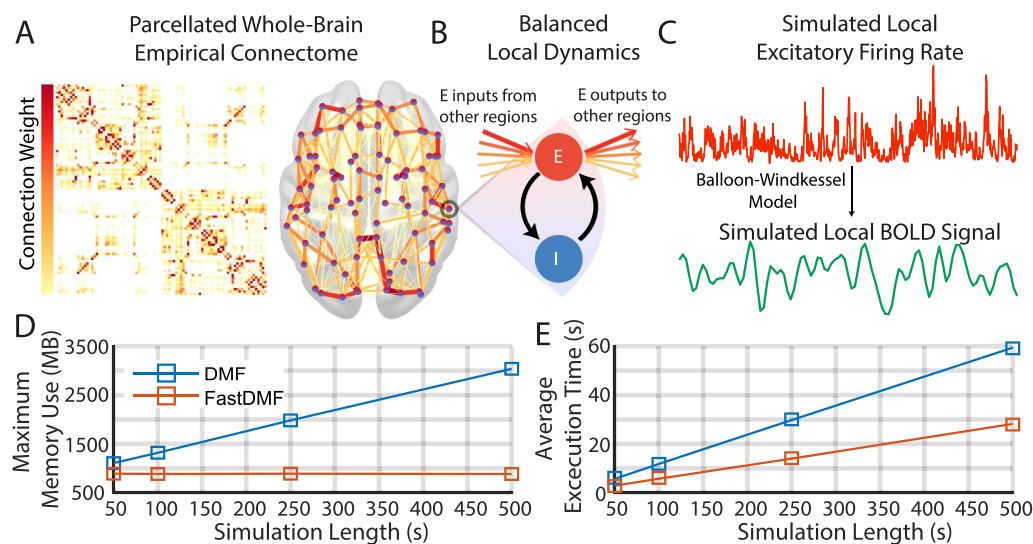 A
Parcellated Whole-Brain
Empirical Connectome
Connection Weight
B
Balanced
Local Dynamics
E inputs from
other regions
E outputs to
other regions
E
I
C
Simulated Local
Excitatory Firing Rate
Balloon-Windkessel
Model
Simulated Local BOLD Signal
D
Maximum
Memory Use (MB)
3500
2500
1500
500
DMF
FastDMF
50 100 150 200 250 300 350 400 450 500
Simulation Length (s)
E
Average
Excecution Time (s)
60
40
20
0
50 100 150 200 250 300 350 400 450 500
Simulation Length (s)